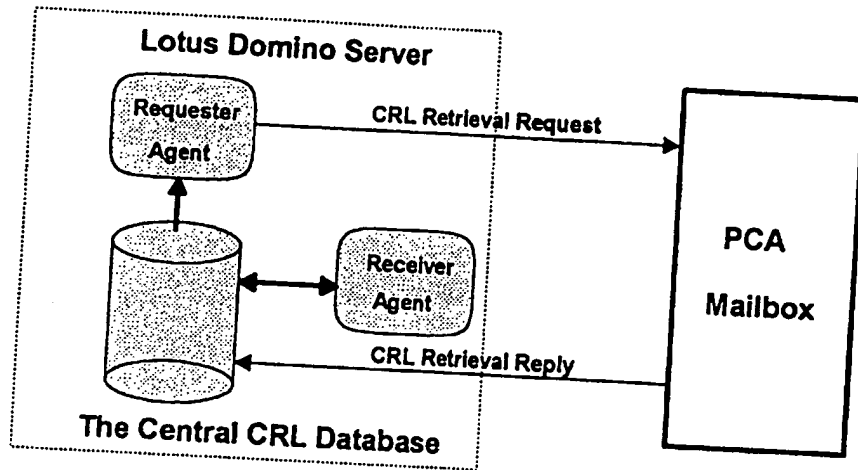 Lotus Domino Server
Requester
Agent
CRL Retrieval Request
PCA
Mailbox
Receiver
Agent
CRL Retrieval Reply
The Central CRL Database